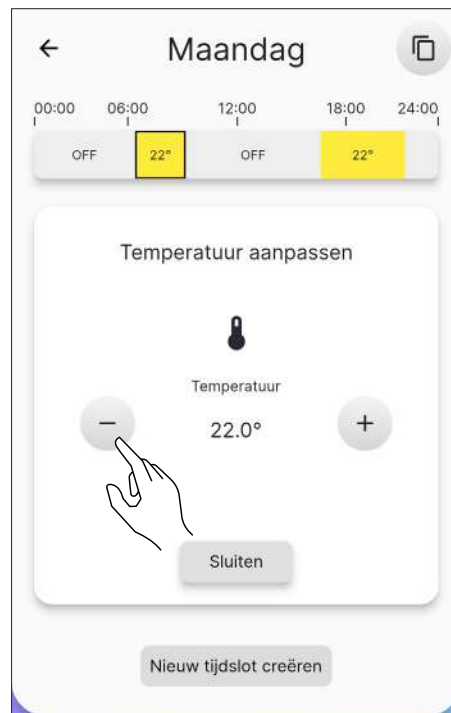 Maandag
00:00 06:00 12:00 18:00 24:00
OFF 22° OFF 22°
Temperatuur aanpassen
Temperatuur
− 22.0° +
Sluiten
Nieuw tijdslot creëren